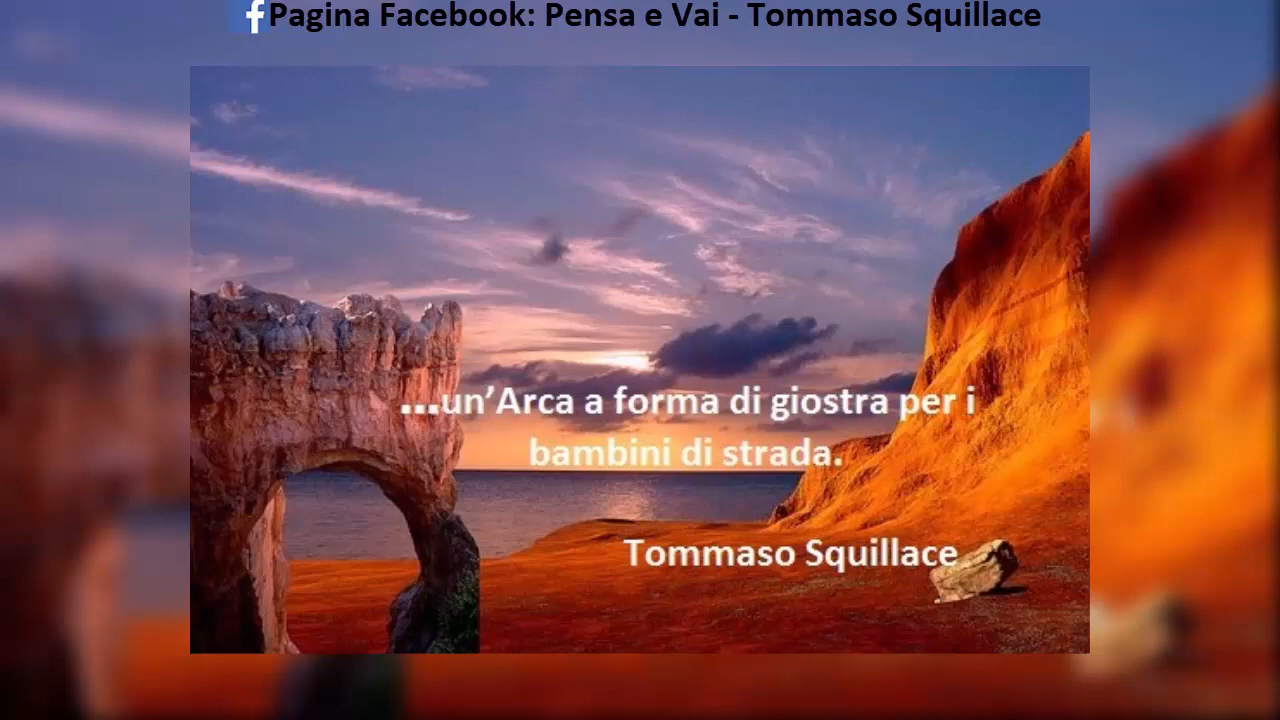 Pagina Facebook: Pensa e Vai - Tommaso Squillace
...un’Arca a forma di giostra per i
bambini di strada.
Tommaso Squillace